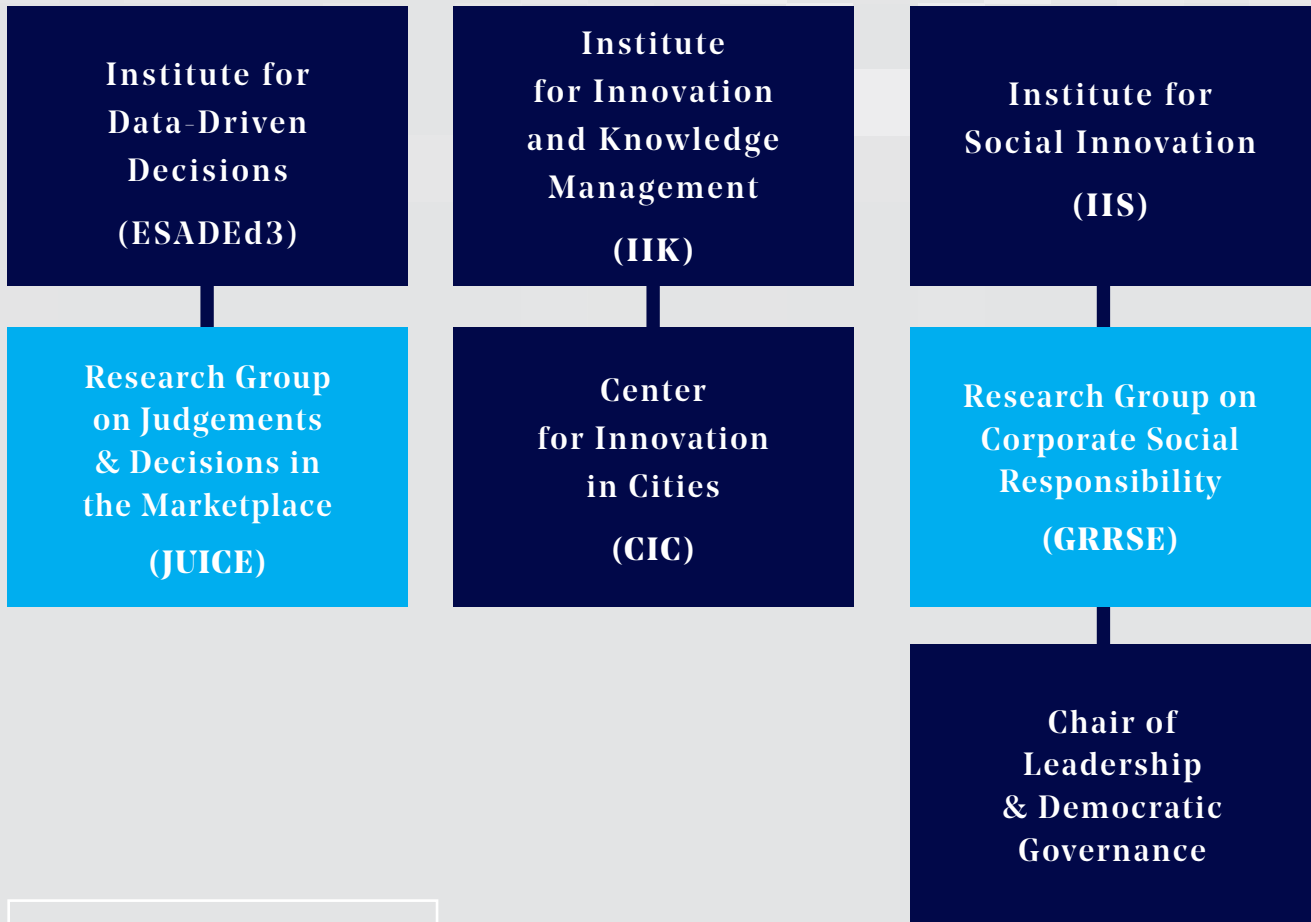 Institute for
Data-Driven
Decisions
(ESADEd3)
Institute
for Innovation
and Knowledge
Management
(IIK)
Institute for
Social Innovation
(IIS)
Research Group
on Judgements
& Decisions in
the Marketplace
(JUICE)
Center
for Innovation
in Cities
(CIC)
Research Group on
Corporate Social
Responsibility
(GRRSE)
Chair of
Leadership
& Democratic
Governance